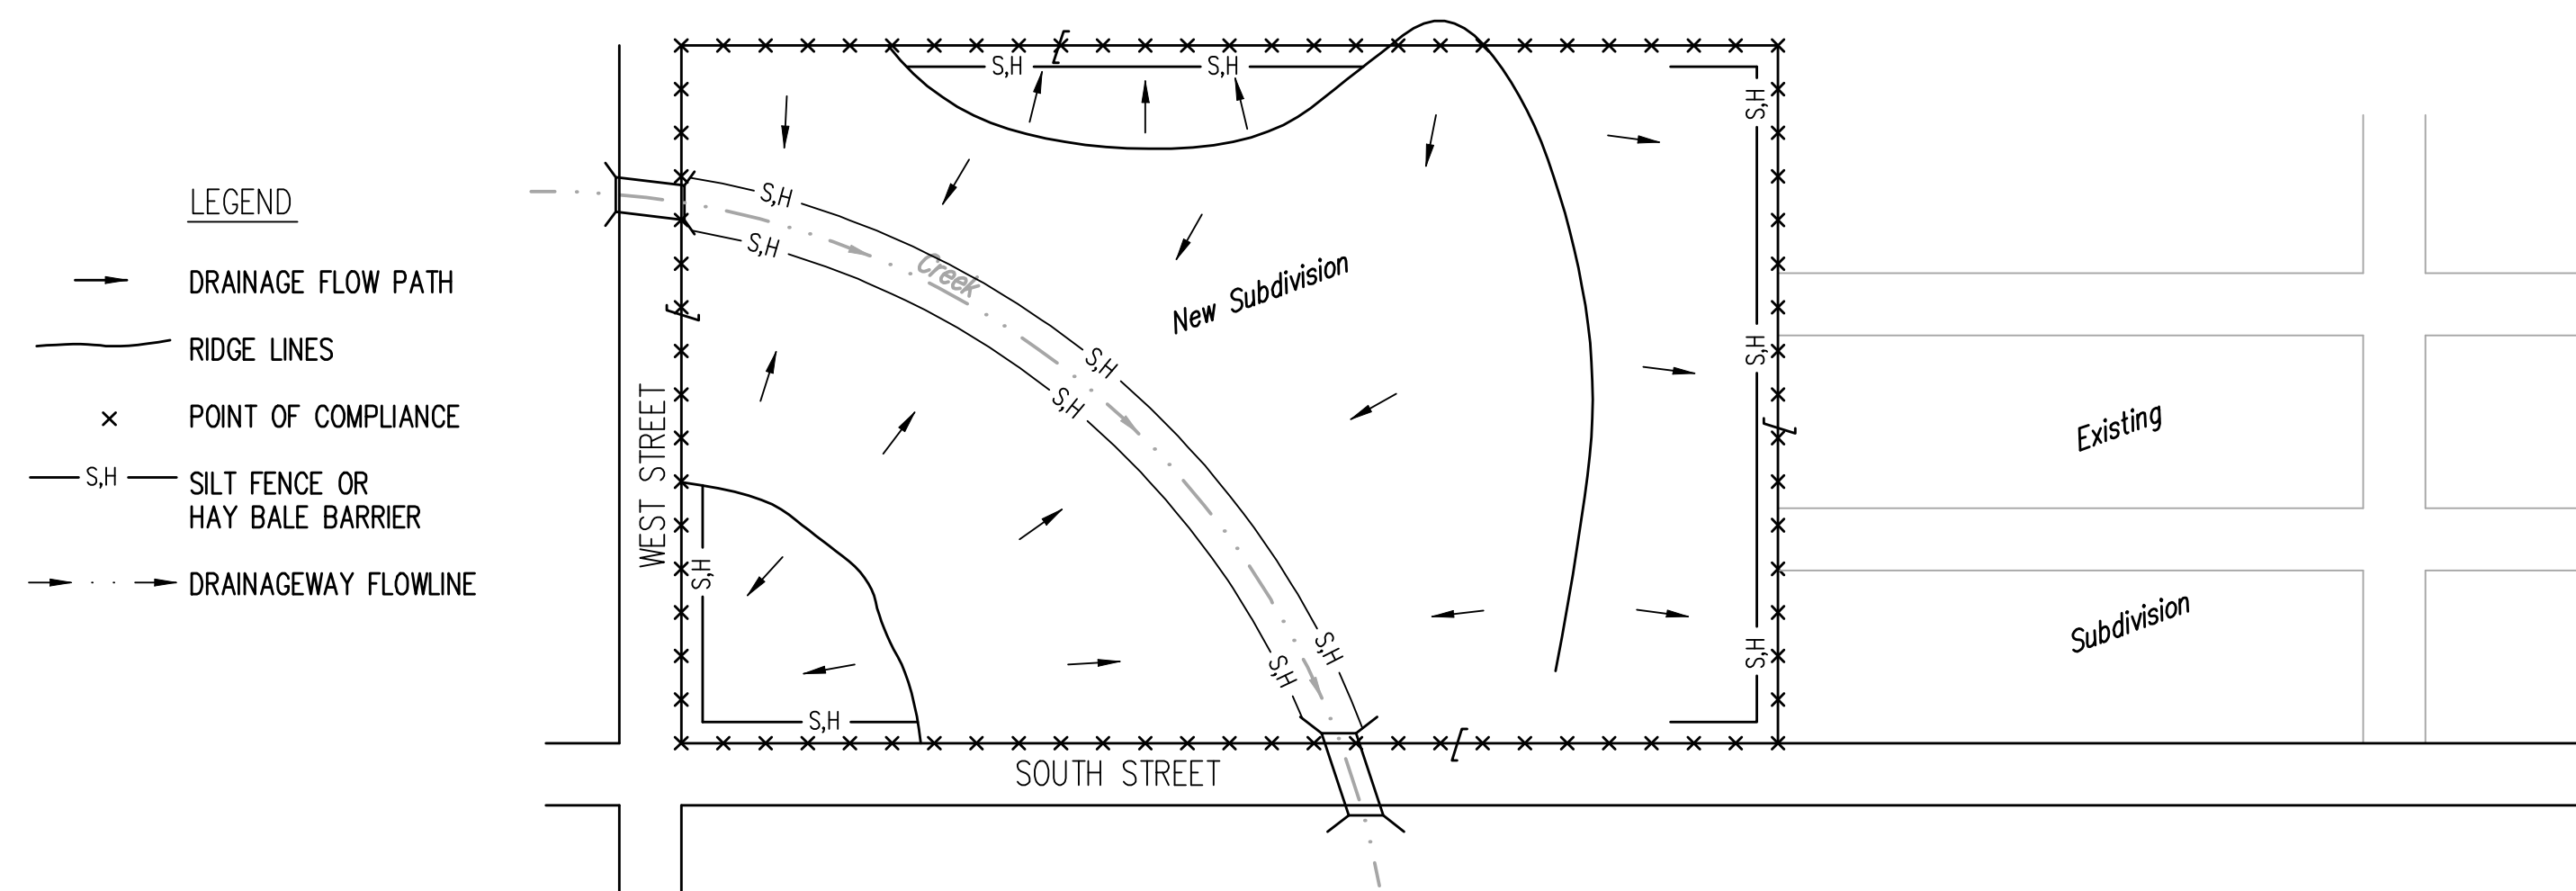 LEGEND
DRAINAGE FLOW PATH
RIDGE LINES
POINT OF COMPLIANCE
S,H
SILT FENCE OR
HAY BALE BARRIER
DRAINAGEWAY FLOWLINE
WEST STREET
SOUTH STREET
S,H
S,H
S,H
S,H
S,H
Creek
New Subdivision
S,H
S,H
S,H
S,H
S,H
S,H
S,H
S,H
S,H
Existing
Subdivision